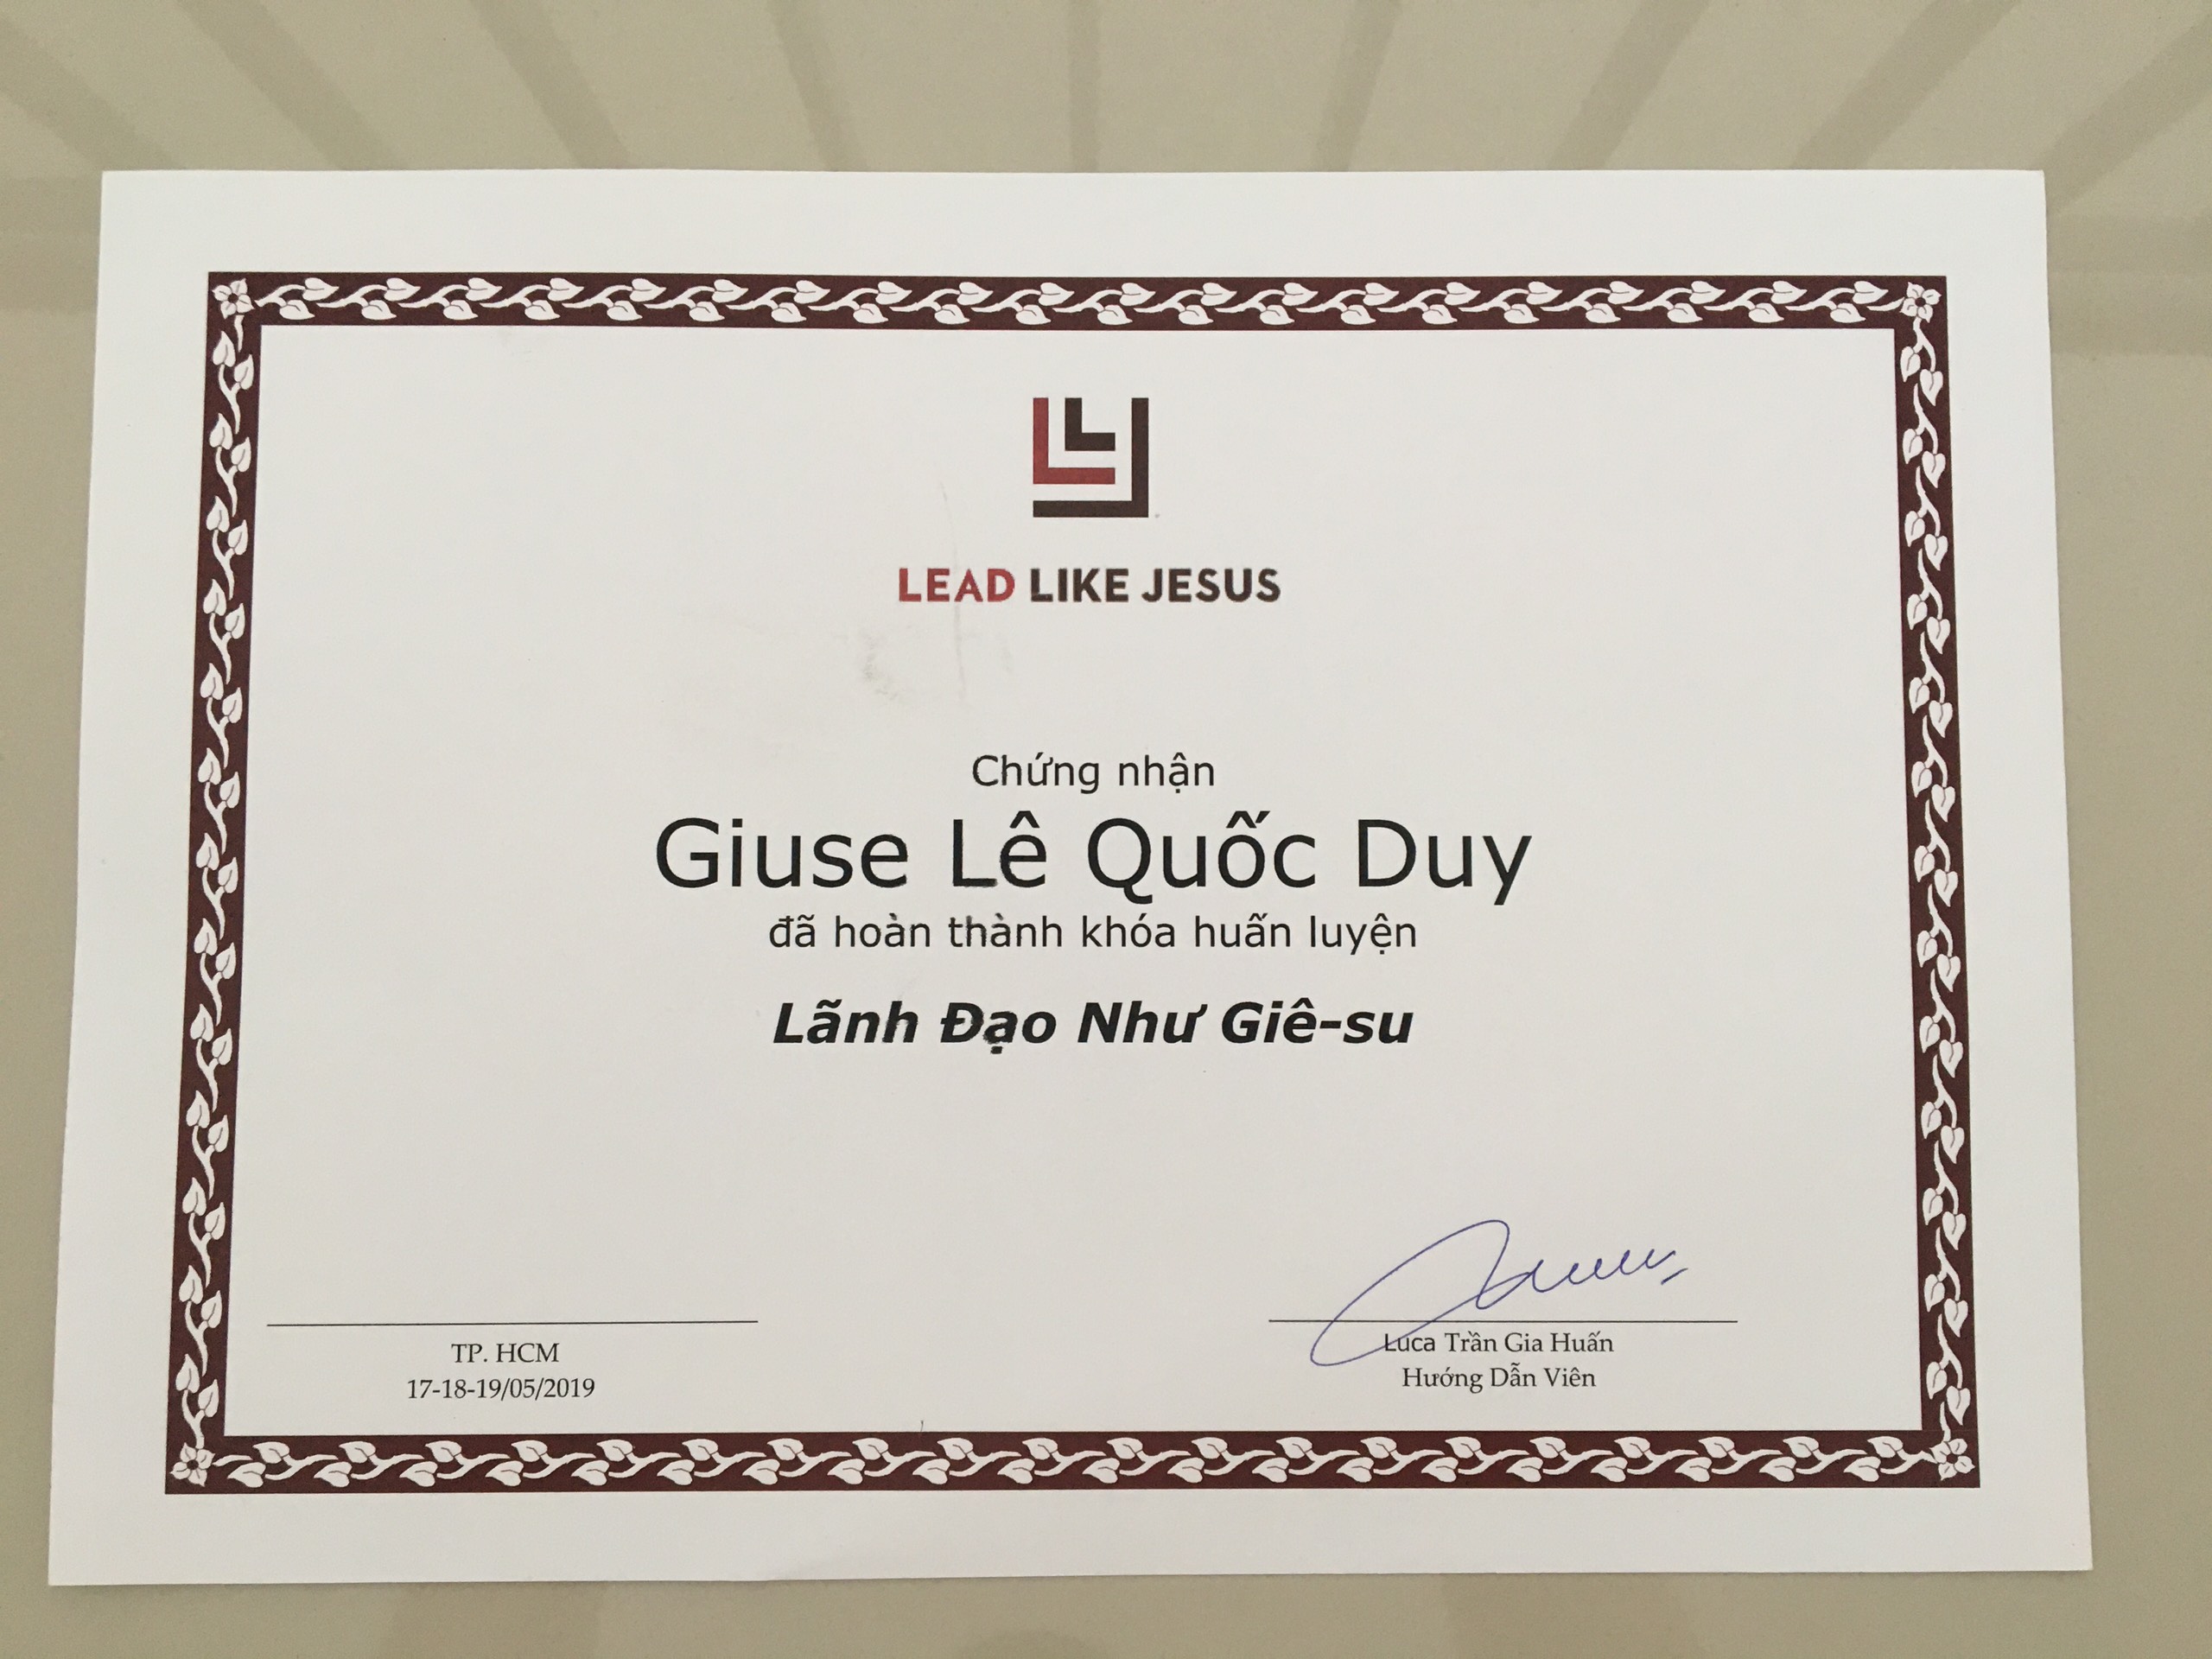 LEAD LIKE JESUS
Chứng nhận
Giuse Lê Quốc Duy
đã hoàn thành khóa huấn luyện
Lãnh Đạo Như Giê-su
TP. HCM
17-18-19/05/2019
Luca Trần Gia Huấn
Hướng Dẫn Viên